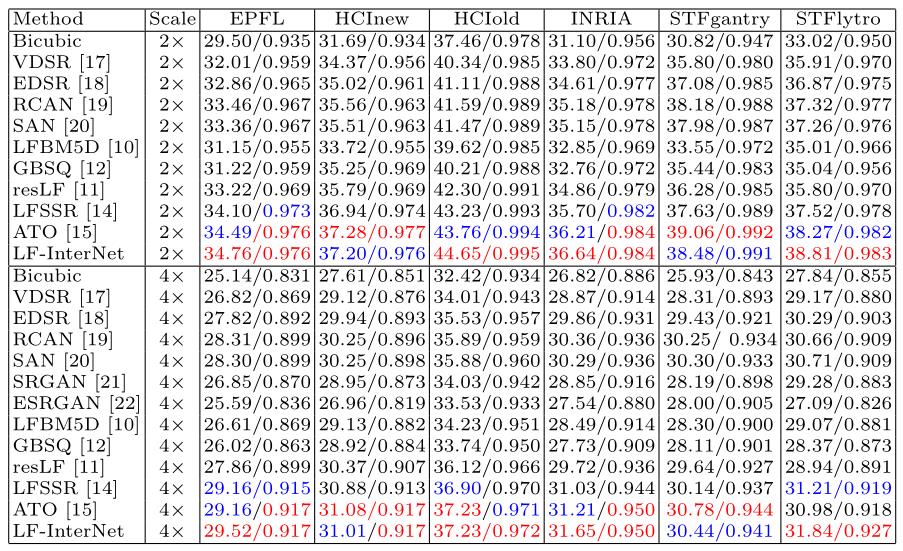 Method Scale EPFL HCInew HCIold INRIA STFgantry STFlytro
Bicubic 2× 29.50/0.935 31.69/0.934 37.46/0.978 31.10/0.956 30.82/0.947 33.02/0.950
VDSR [17] 2× 32.01/0.959 34.37/0.956 40.34/0.985 33.80/0.972 35.80/0.980 35.91/0.970
EDSR [18] 2× 32.86/0.965 35.02/0.961 41.11/0.988 34.61/0.977 37.08/0.985 36.87/0.975
RCAN [19] 2× 33.46/0.967 35.56/0.963 41.59/0.989 35.18/0.978 38.18/0.988 37.32/0.977
SAN [20] 2× 33.36/0.967 35.51/0.963 41.47/0.989 35.15/0.978 37.98/0.987 37.26/0.976
LFBM5D [10] 2× 31.15/0.955 33.72/0.955 39.62/0.985 32.85/0.969 33.55/0.972 35.01/0.966
GBSQ [12] 2× 31.22/0.959 35.25/0.969 40.21/0.988 32.76/0.972 35.44/0.983 35.04/0.956
resLF [11] 2× 33.22/0.969 35.79/0.969 42.30/0.991 34.86/0.979 36.28/0.985 35.80/0.970
LFSSR [14] 2× 34.10/0.973 36.94/0.974 43.23/0.993 35.70/0.982 37.63/0.989 37.52/0.978
ATO [15] 2× 34.49/0.976 37.28/0.977 43.76/0.994 36.21/0.984 39.06/0.992 38.27/0.982
LF-InterNet 2× 34.76/0.976 37.20/0.976 44.65/0.995 36.64/0.984 38.48/0.991 38.81/0.983
Bicubic 4× 25.14/0.831 27.61/0.851 32.42/0.934 26.82/0.886 25.93/0.843 27.84/0.855
VDSR [17] 4× 26.82/0.869 29.12/0.876 34.01/0.943 28.87/0.914 28.31/0.893 29.17/0.880
EDSR [18] 4× 27.82/0.892 29.94/0.893 35.53/0.957 29.86/0.931 29.43/0.921 30.29/0.903
RCAN [19] 4× 28.31/0.899 30.25/0.896 35.89/0.959 30.36/0.936 30.25/ 0.934 30.66/0.909
SAN [20] 4× 28.30/0.899 30.25/0.898 35.88/0.960 30.29/0.936 30.30/0.933 30.71/0.909
SRGAN [21] 4× 26.85/0.870 28.95/0.873 34.03/0.942 28.85/0.916 28.19/0.898 29.28/0.883
ESRGAN [22] 4× 25.59/0.836 26.96/0.819 33.53/0.933 27.54/0.880 28.00/0.905 27.09/0.826
LFBM5D [10] 4× 26.61/0.869 29.13/0.882 34.23/0.951 28.49/0.914 28.30/0.900 29.07/0.881
GBSQ [12] 4× 26.02/0.863 28.92/0.884 33.74/0.950 27.73/0.909 28.11/0.901 28.37/0.873
resLF [11] 4× 27.86/0.899 30.37/0.907 36.12/0.966 29.72/0.936 29.64/0.927 28.94/0.891
LFSSR [14] 4× 29.16/0.915 30.88/0.913 36.90/0.970 31.03/0.944 30.14/0.937 31.21/0.919
ATO [15] 4× 29.16/0.917 31.08/0.917 37.23/0.971 31.21/0.950 30.78/0.944 30.98/0.918
LF-InterNet 4× 29.52/0.917 31.01/0.917 37.23/0.972 31.65/0.950 30.44/0.941 31.84/0.927